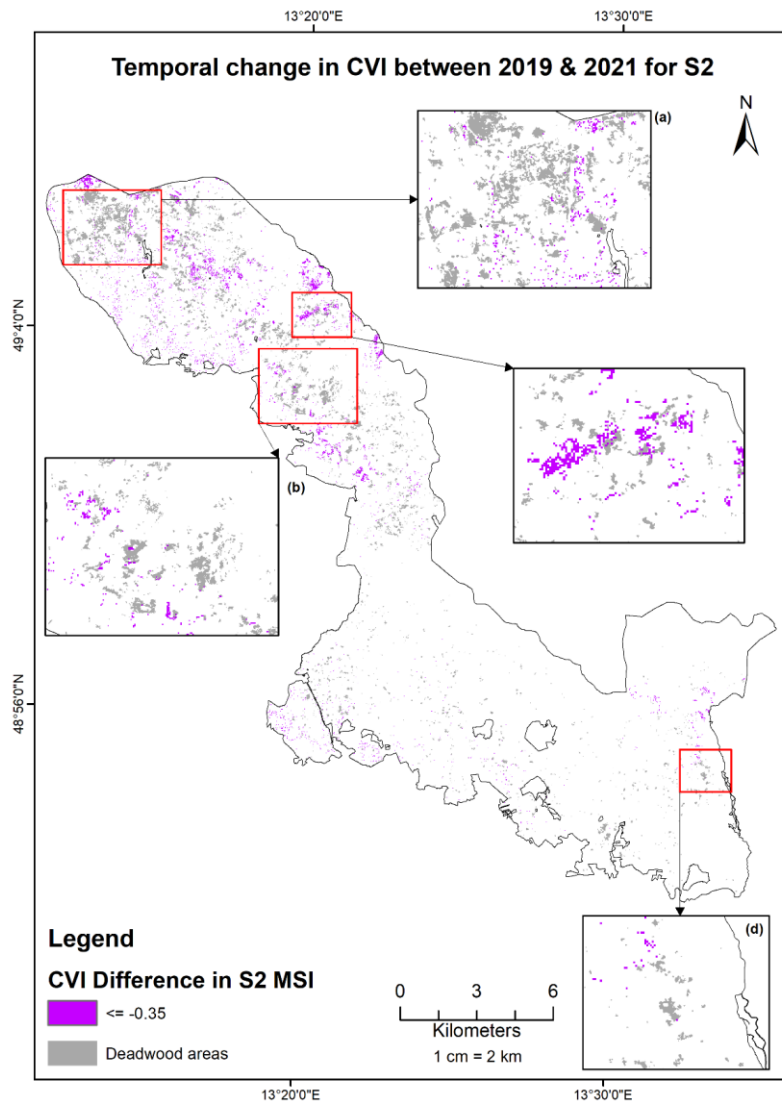 13°20'0"E
13°30'0"E
Temporal change in CVI between 2019 & 2021 for S2
N
(a)
49°4'0"N
(b)
48°56'0"N
(d)
Legend
CVI Difference in S2 MSI
<= -0.35
Deadwood areas
0 3 6
Kilometers
1 cm = 2 km
13°20'0"E
13°30'0"E